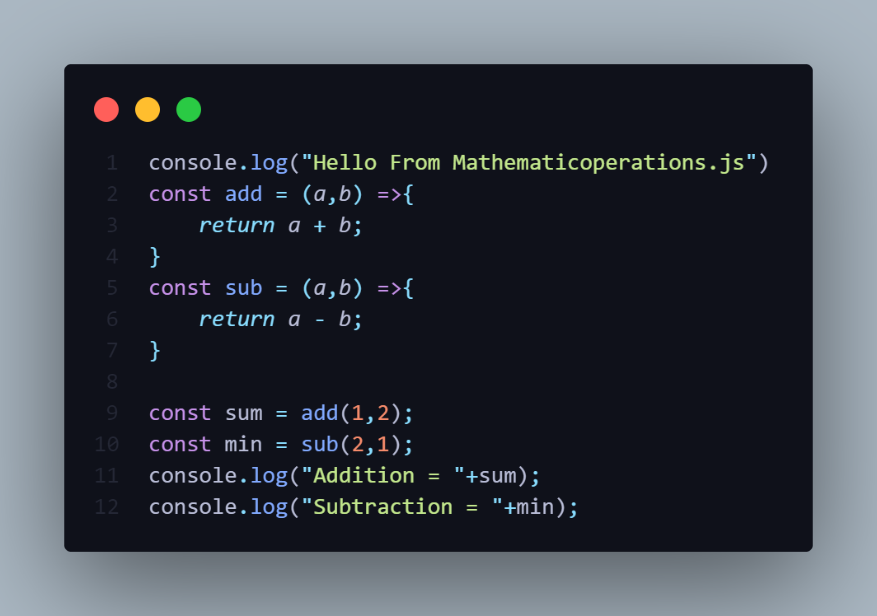 1 console.log("Hello From Mathematicoperations.js")
2 const add = (a,b) =>{
3     return a + b;
4 }
5 const sub = (a,b) =>{
6     return a - b;
7 }
8
9 const sum = add(1,2);
10 const min = sub(2,1);
11 console.log("Addition = "+sum);
12 console.log("Subtraction = "+min);